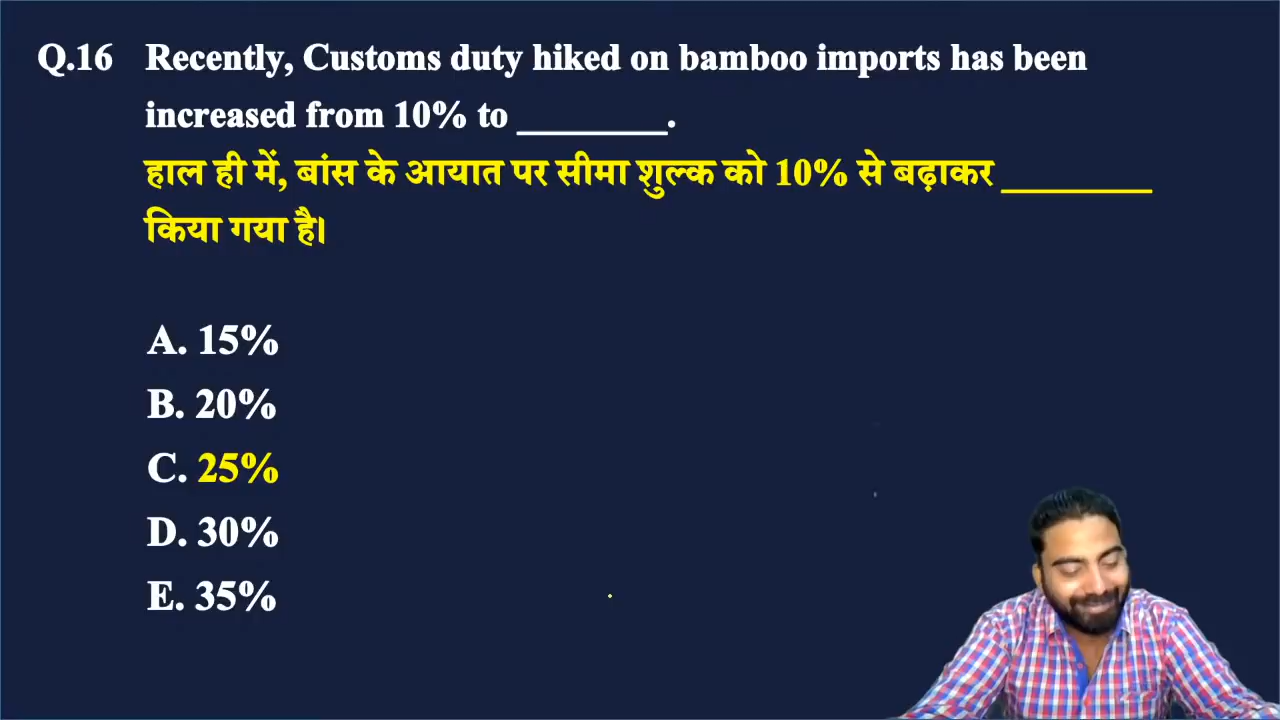 Q.16 Recently, Customs duty hiked on bamboo imports has been
increased from 10% to ________.
हाल ही में, बांस के आयात पर सीमा शुल्क को 10% से बढ़ाकर ________
किया गया है।
A. 15%
B. 20%
C. 25%
D. 30%
E. 35%